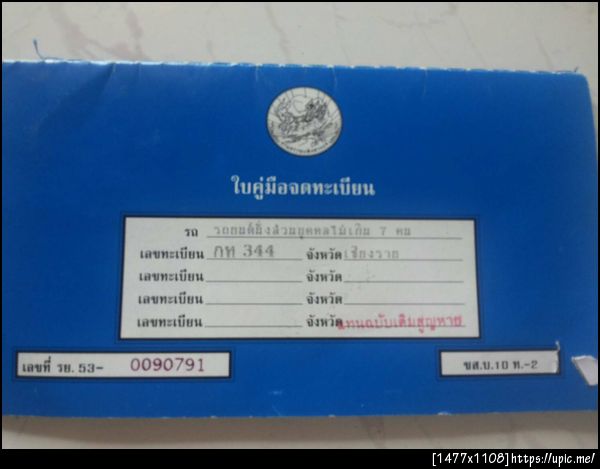 ใบคู่มือจดทะเบียน
รถ รถยนต์นั่งส่วนบุคคลไม่เกิน 7 คน
เลขทะเบียน กท 344 จังหวัด เชียงราย
เลขทะเบียน จังหวัด
เลขทะเบียน จังหวัด
เลขทะเบียน จังหวัด แทนฉบับเดิมสูญหาย
เลขที่ รย. 53- 0090791
ขส.บ.10 ท.-2
[1477x1108]https://upic.me/